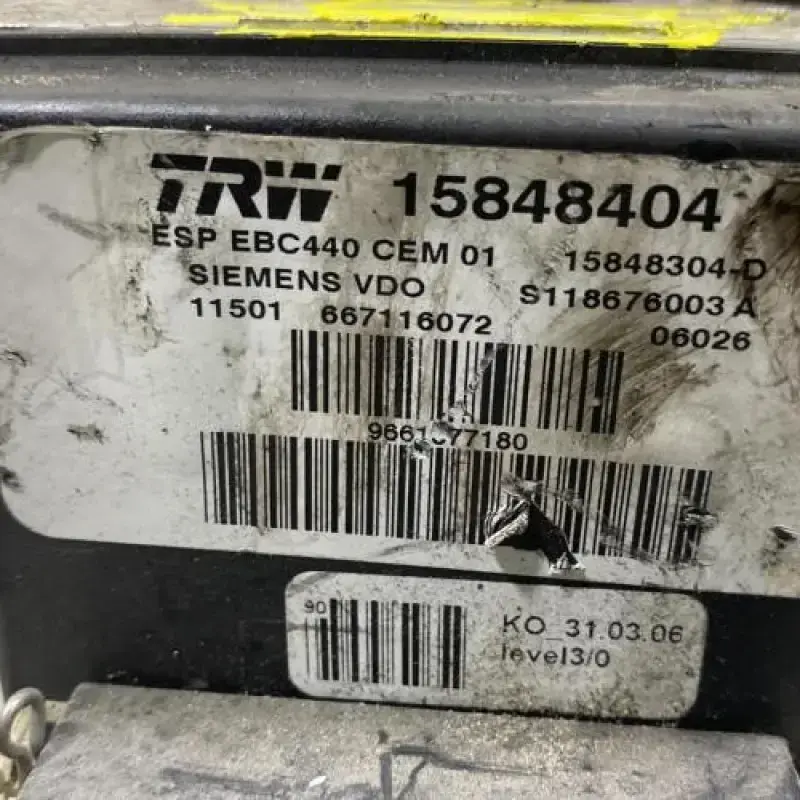 TRW 15848404
ESP EBC440 CEM 01 15848304-D
SIEMENS VDO S118676003 A
11501 667116072 06026
90
KO_31.03.06
level3/0